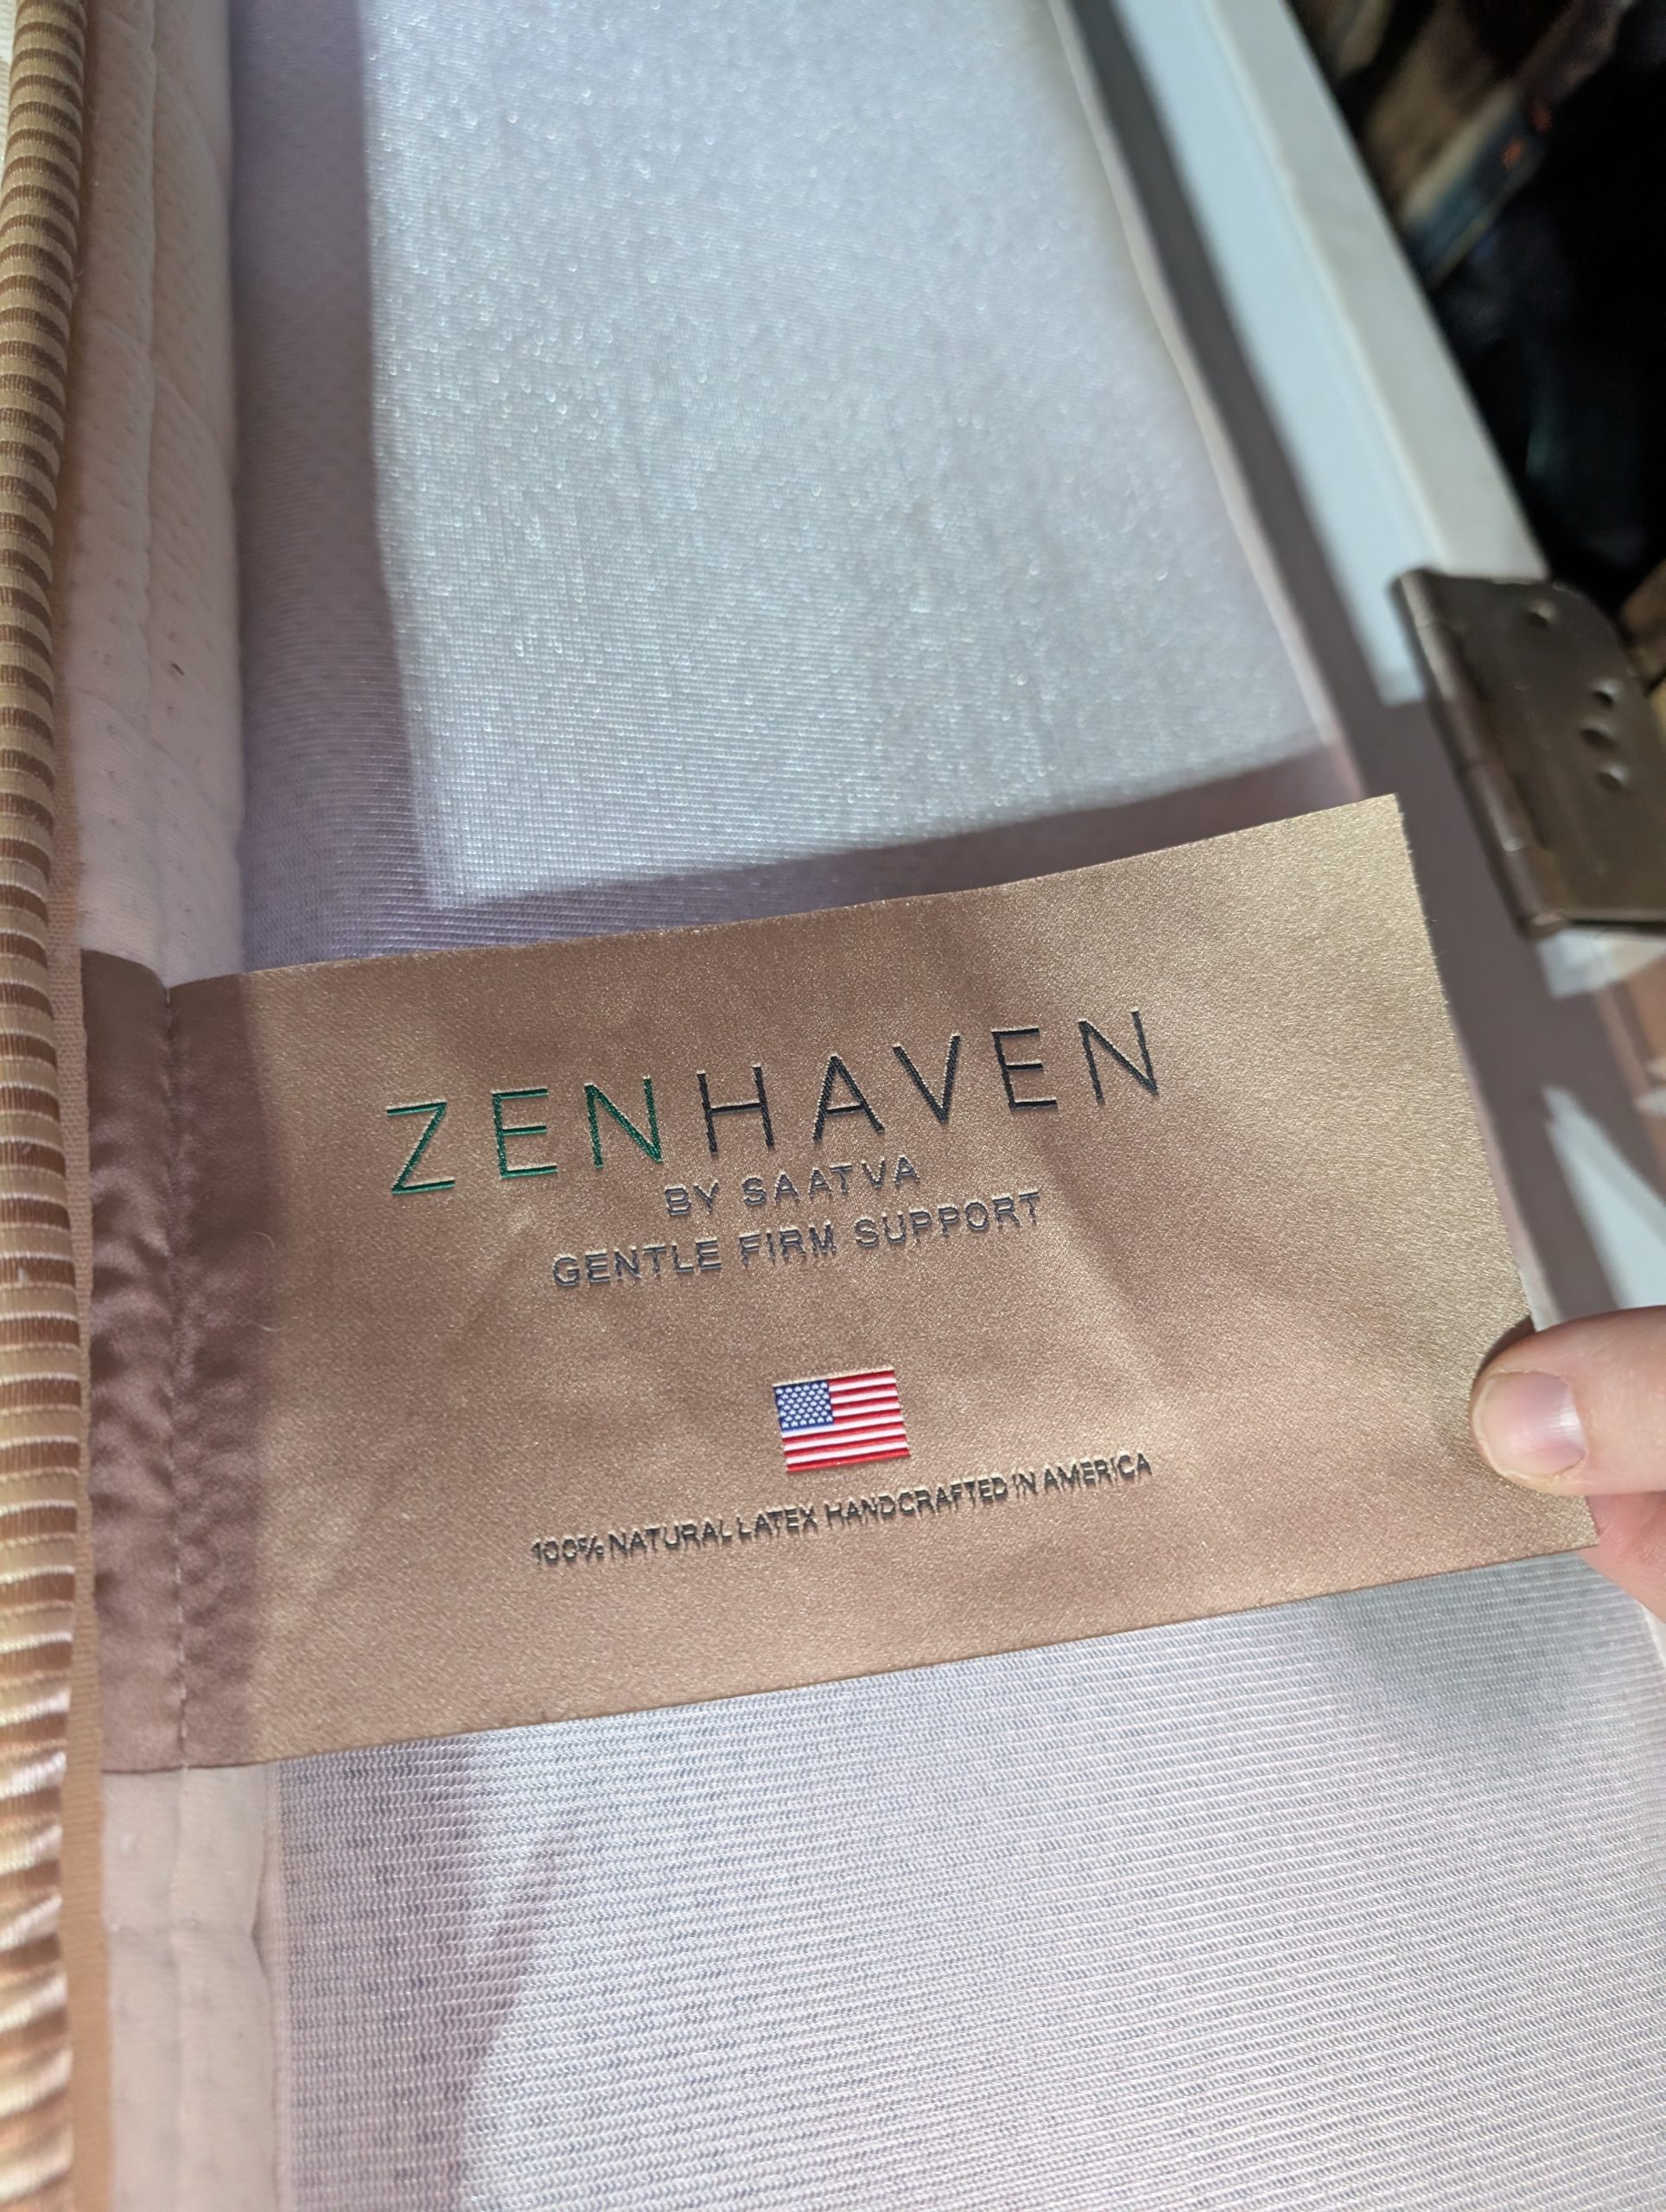 ZENHAVEN
BY SAATVA
GENTLE FIRM SUPPORT
100% NATURAL LATEX HANDCRAFTED IN AMERICA